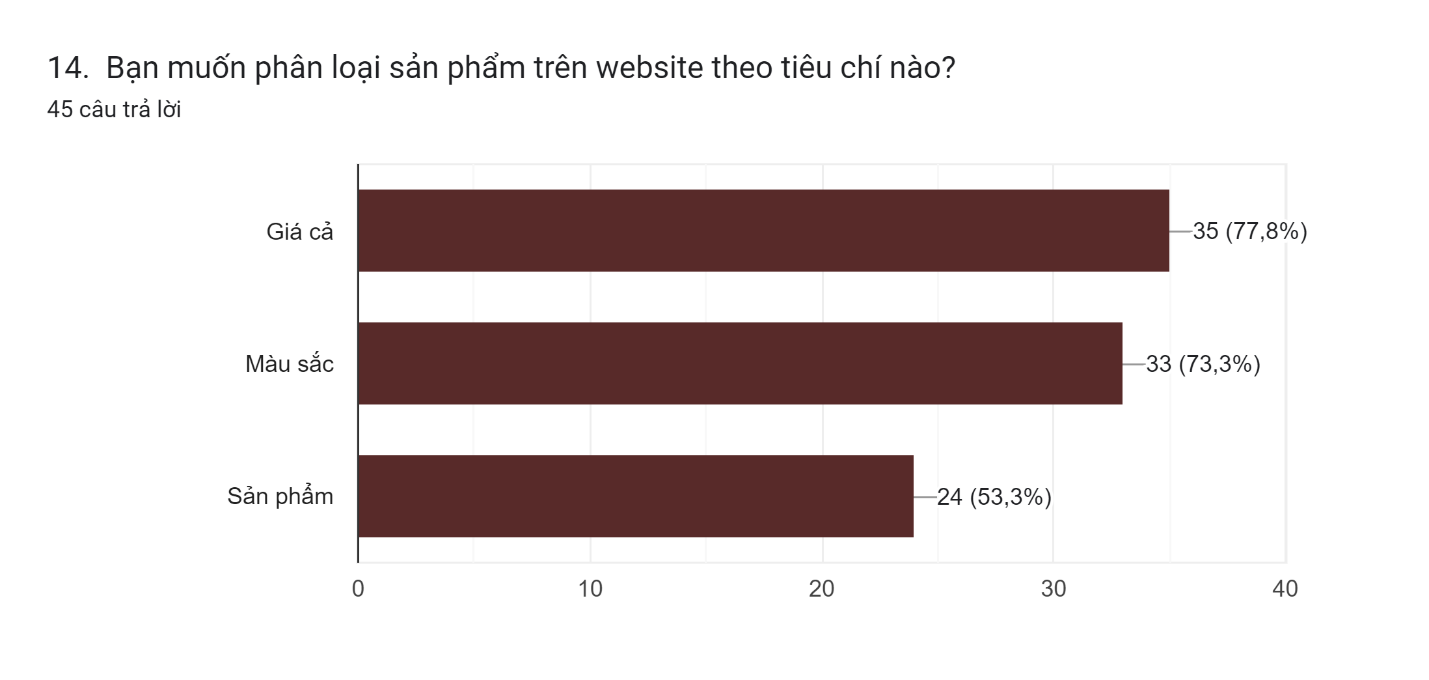 14. Bạn muốn phân loại sản phẩm trên website theo tiêu chí nào?
45 câu trả lời
Giá cả
35 (77,8%)
Màu sắc
33 (73,3%)
Sản phẩm
24 (53,3%)
0 10 20 30 40